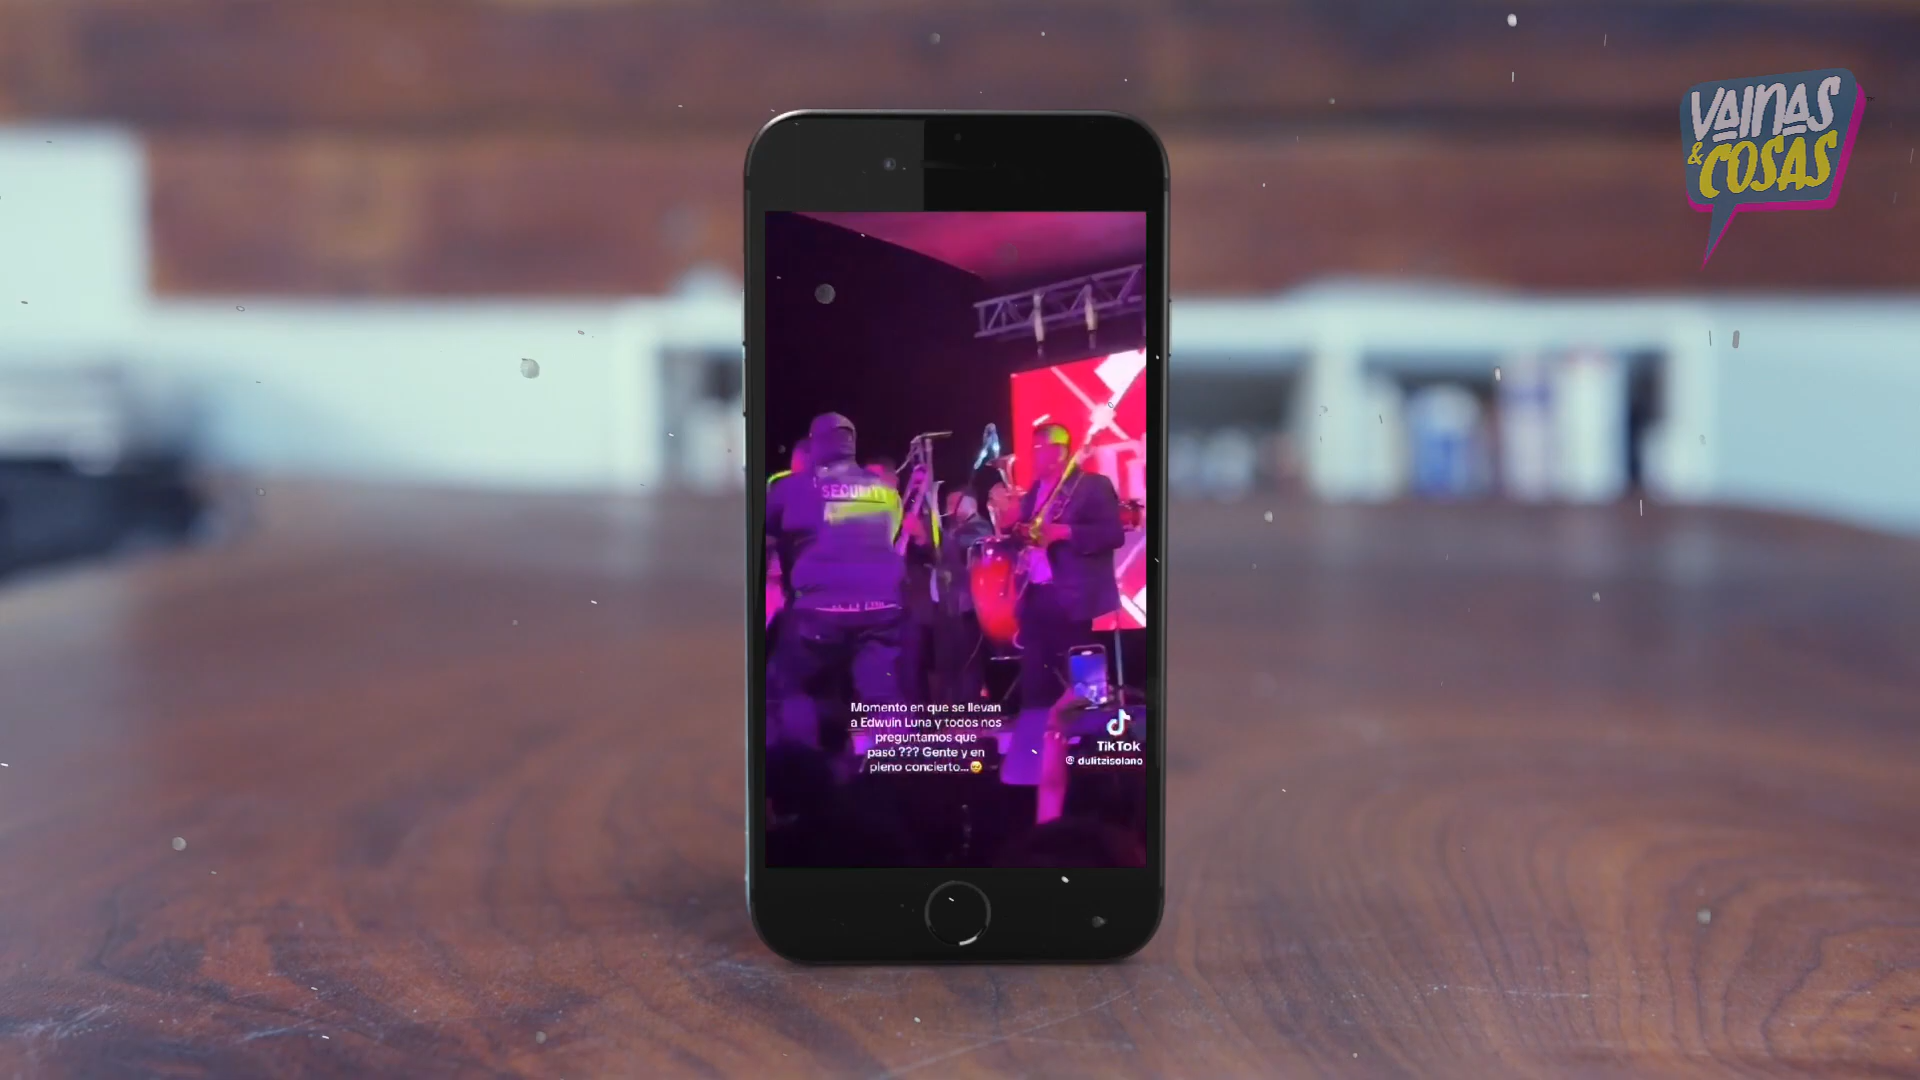 VAINAS
& COSAS
SECURITY
Momento en que se llevan
a Edwuin Luna y todos nos
preguntamos que
pasó ??? Gente y en
pleno concierto...🥺
TikTok
@ dulitzisolano